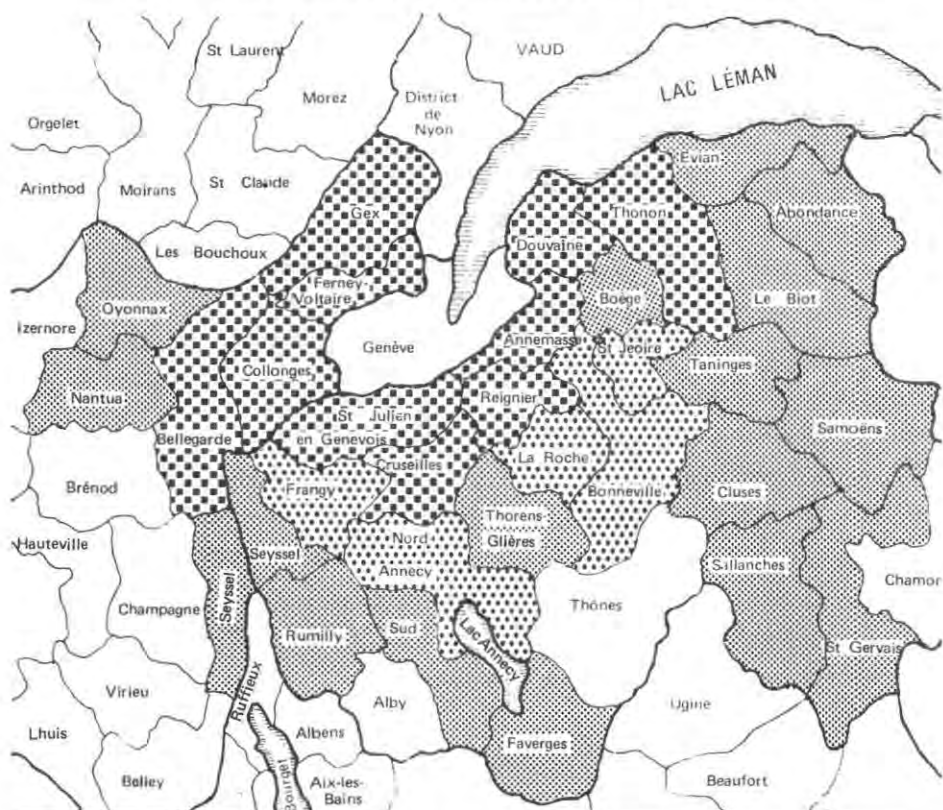 St Laurent
VAUD
LAC LÉMAN
Morez
District
de
Nyon
Orgelet
Evian
Arinthod
Moirans
St Claude
Gex
Thonon
Abondance
Douvaine
Les Bouchoux
Ferney-
Voltaire
Boëge
Le Biot
Oyonnax
Izernore
Genève
Annemasse
St Jeoire
Collonges
Taninges
Nantua
Reignier
St Julien
en Genevois
Samoëns
Bellegarde
Cruseilles
La Roche
Frangy
Bonneville
Cluses
Brénod
Thorens-
Glières
Hauteville
Nord
Seyssel
Annecy
Sallanches
Chamon
Seyssel
Champagne
Thônes
Rumilly
Sud
Lac Annecy
St Gervais
Virieu
Ruffieux
Alby
Ugine
Lhuis
Albens
Faverges
Belley
Aix-les-
Bains
Bourget
Beaufort